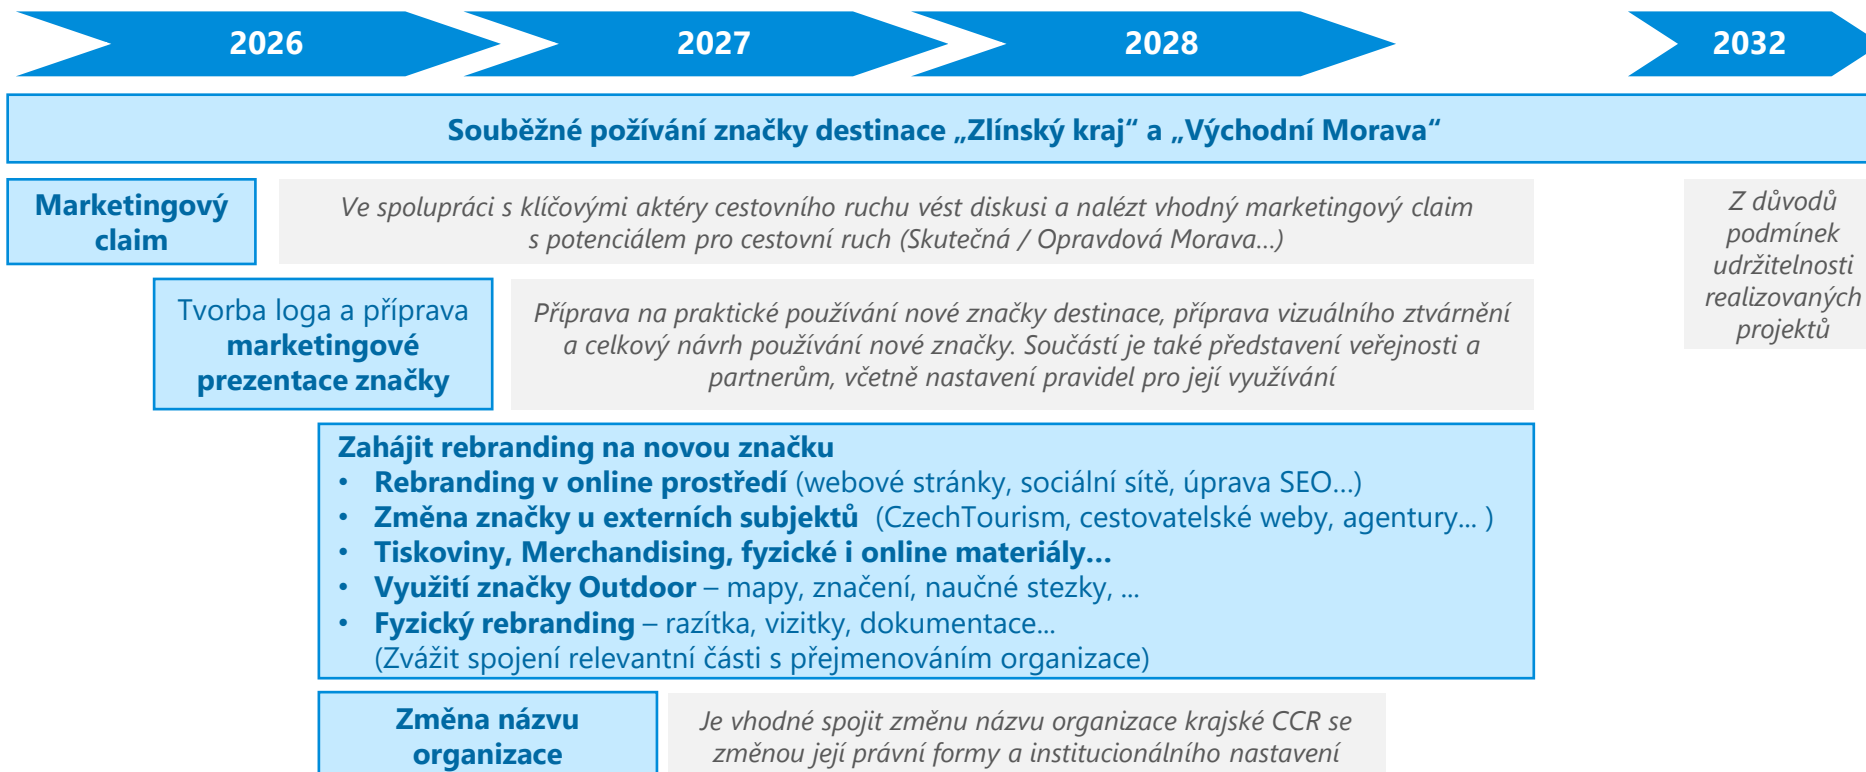 2026
2027
2028
2032
Souběžné požívání značky destinace „Zlínský kraj“ a „Východní Morava“
Marketingový
claim
Ve spolupráci s klíčovými aktéry cestovního ruchu vést diskusi a nalézt vhodný marketingový claim
s potenciálem pro cestovní ruch (Skutečná / Opravdová Morava...)
Z důvodů
podmínek
udržitelnosti
realizovaných
projektů
Tvorba loga a příprava
marketingové
prezentace značky
Příprava na praktické používání nové značky destinace, příprava vizuálního ztvárnění
a celkový návrh používání nové značky. Součástí je také představení veřejnosti a
partnerům, včetně nastavení pravidel pro její využívání
Zahájit rebranding na novou značku
• Rebranding v online prostředí (webové stránky, sociální sítě, úprava SEO...)
• Změna značky u externích subjektů (CzechTourism, cestovatelské weby, agentury... )
• Tiskoviny, Merchandising, fyzické i online materiály...
• Využití značky Outdoor – mapy, značení, naučné stezky, ...
• Fyzický rebranding – razítka, vizitky, dokumentace...
(Zvážit spojení relevantní části s přejmenováním organizace)
Změna názvu
organizace
Je vhodné spojit změnu názvu organizace krajské CCR se
změnou její právní formy a institucionálního nastavení